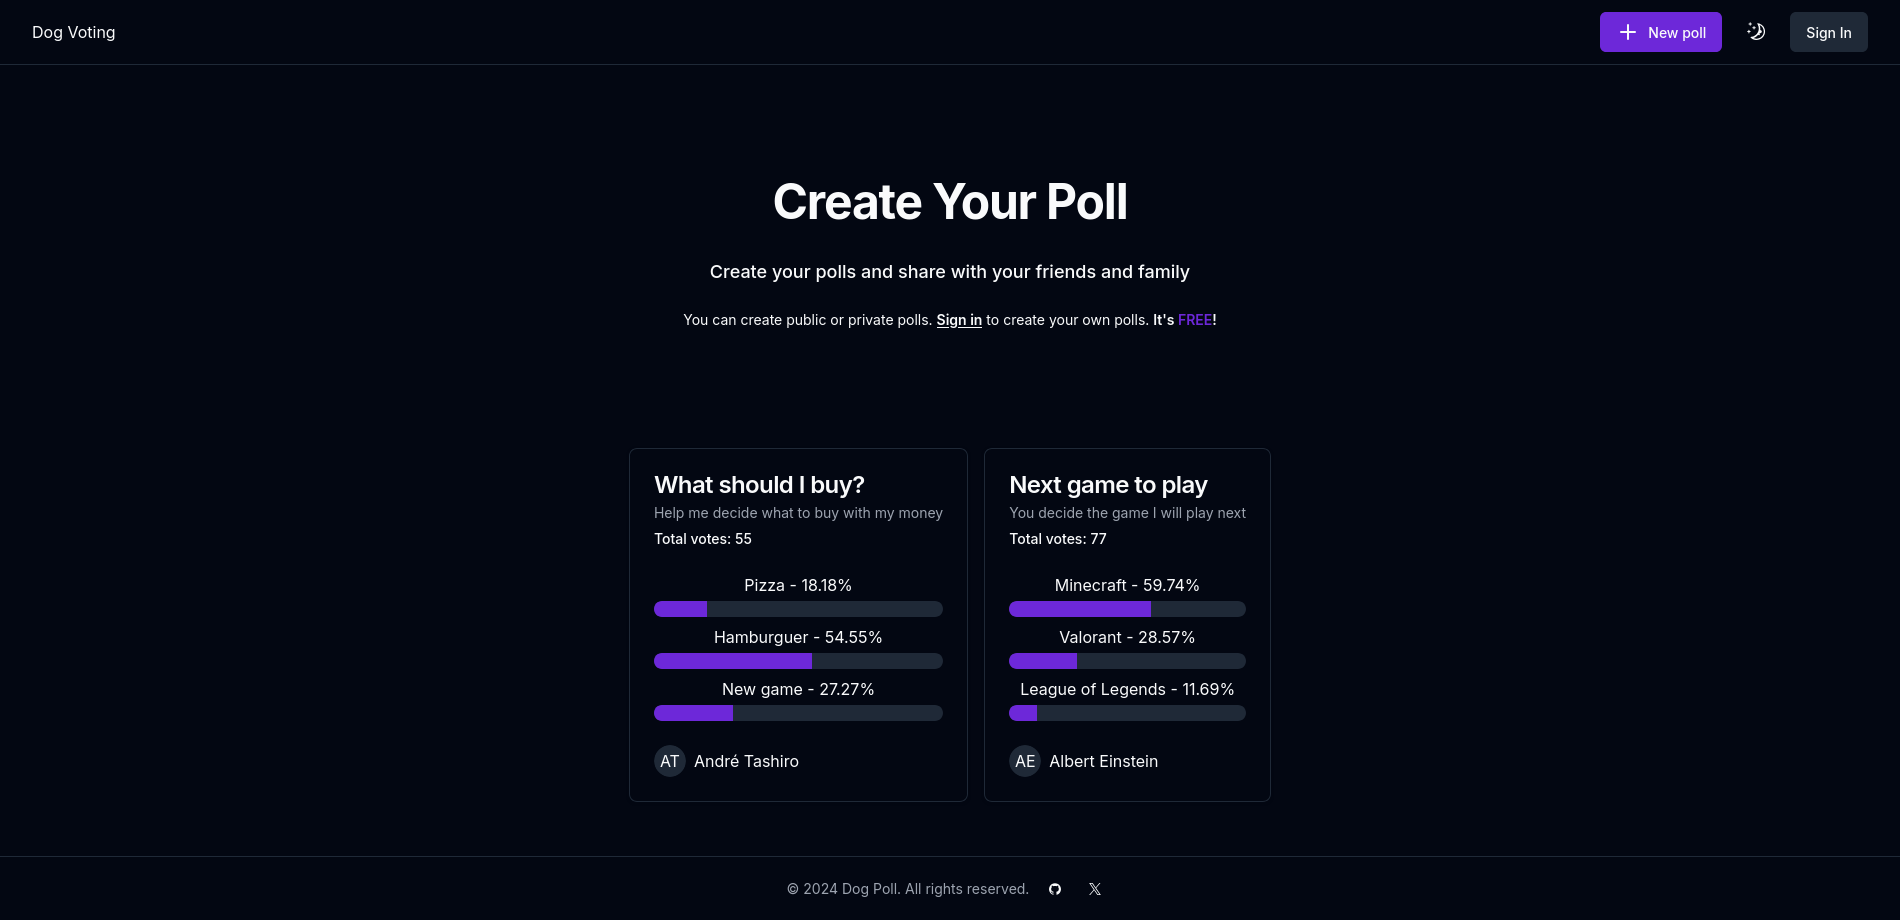 Dog Voting
New poll
Sign In
Create Your Poll
Create your polls and share with your friends and family
You can create public or private polls. Sign in to create your own polls. It's FREE!
What should I buy?
Help me decide what to buy with my money
Total votes: 55
Pizza - 18.18%
Hamburguer - 54.55%
New game - 27.27%
AT André Tashiro
Next game to play
You decide the game I will play next
Total votes: 77
Minecraft - 59.74%
Valorant - 28.57%
League of Legends - 11.69%
AE Albert Einstein
© 2024 Dog Poll. All rights reserved.